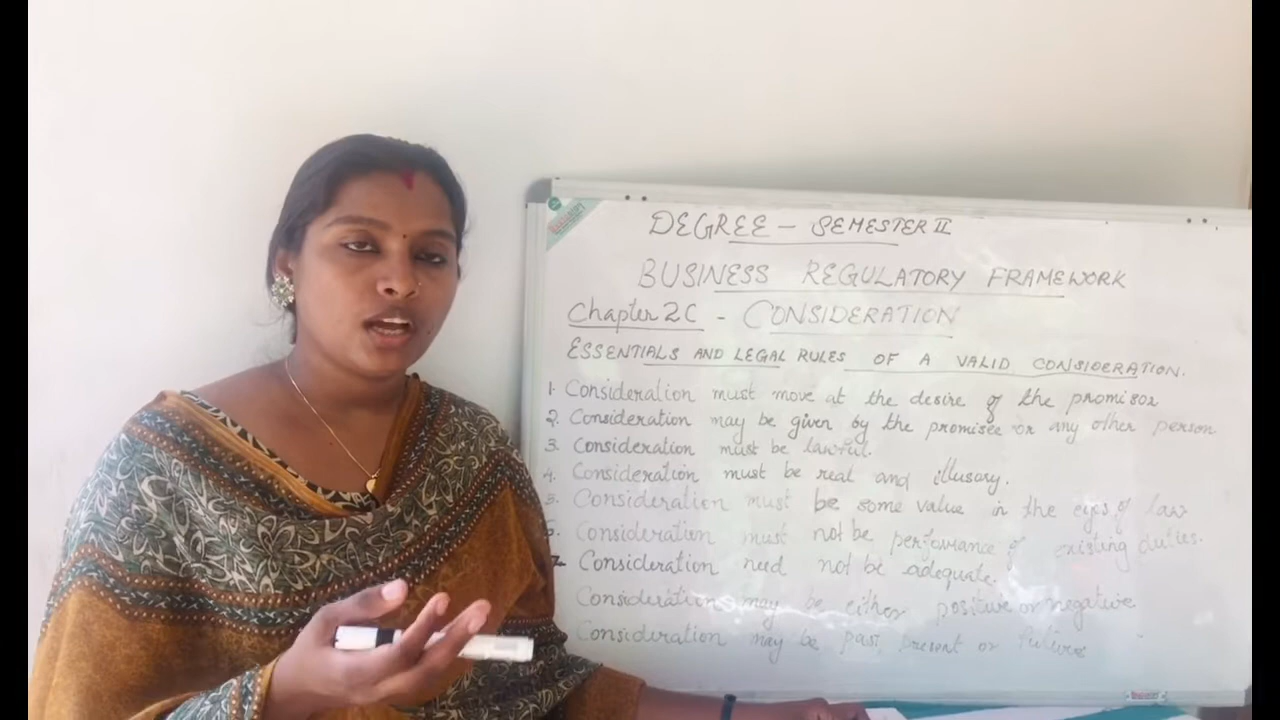 DEGREE - SEMESTER II
BUSINESS REGULATORY FRAMEWORK
Chapter 2C - CONSIDERATION
ESSENTIALS AND LEGAL RULES OF A VALID CONSIDERATION.
1. Consideration must move at the desire of the promisor
2. Consideration may be given by the promisee or any other person.
3. Consideration must be lawful.
4. Consideration must be real and illusary.
5. Consideration must be some value in the eyes of law
6. Consideration must not be performance of existing duties.
7. Consideration need not be adequate.
Consideration may be either positive or negative
Consideration may be past, present or future